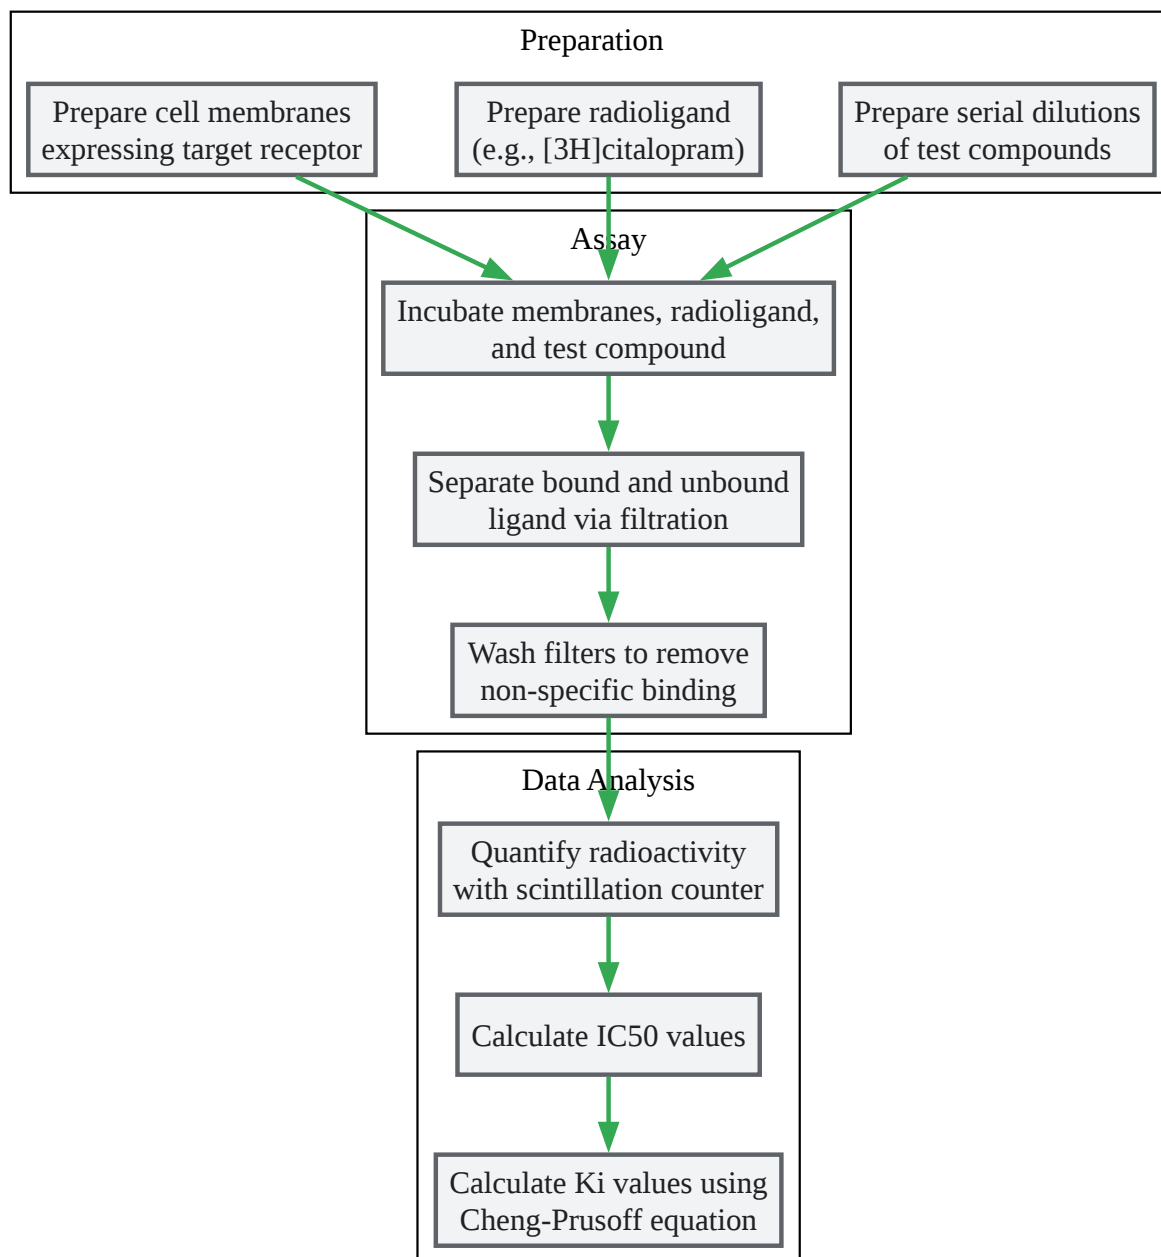 Preparation
Prepare cell membranes
expressing target receptor
Prepare radioligand
(e.g., [3H]citalopram)
Prepare serial dilutions
of test compounds
Assay
Incubate membranes, radioligand,
and test compound
Separate bound and unbound
ligand via filtration
Wash filters to remove
non-specific binding
Data Analysis
Quantify radioactivity
with scintillation counter
Calculate IC50 values
Calculate Ki values using
Cheng-Prusoff equation